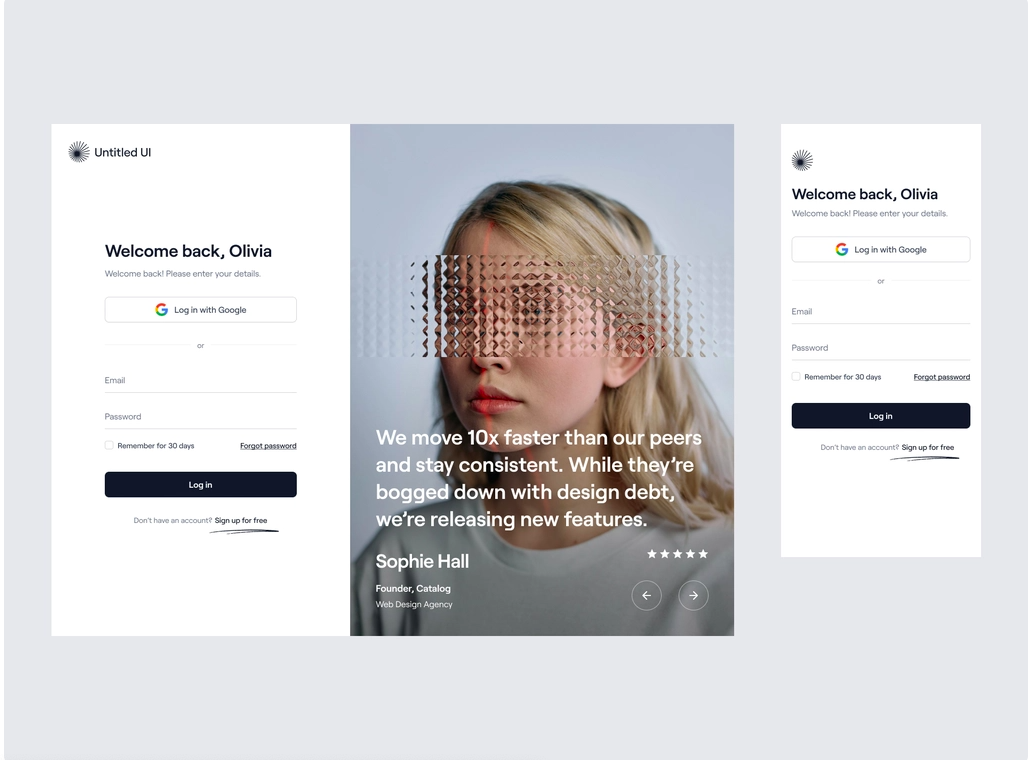 Untitled UI
Welcome back, Olivia
Welcome back! Please enter your details.
Log in with Google
or
Email
Password
Remember for 30 days
Forgot password
Log in
Don't have an account? Sign up for free
We move 10x faster than our peers
and stay consistent. While they're
bogged down with design debt,
we're releasing new features.
Sophie Hall
Founder, Catalog
Web Design Agency
Welcome back, Olivia
Welcome back! Please enter your details.
Log in with Google
or
Email
Password
Remember for 30 days
Forgot password
Log in
Don't have an account? Sign up for free